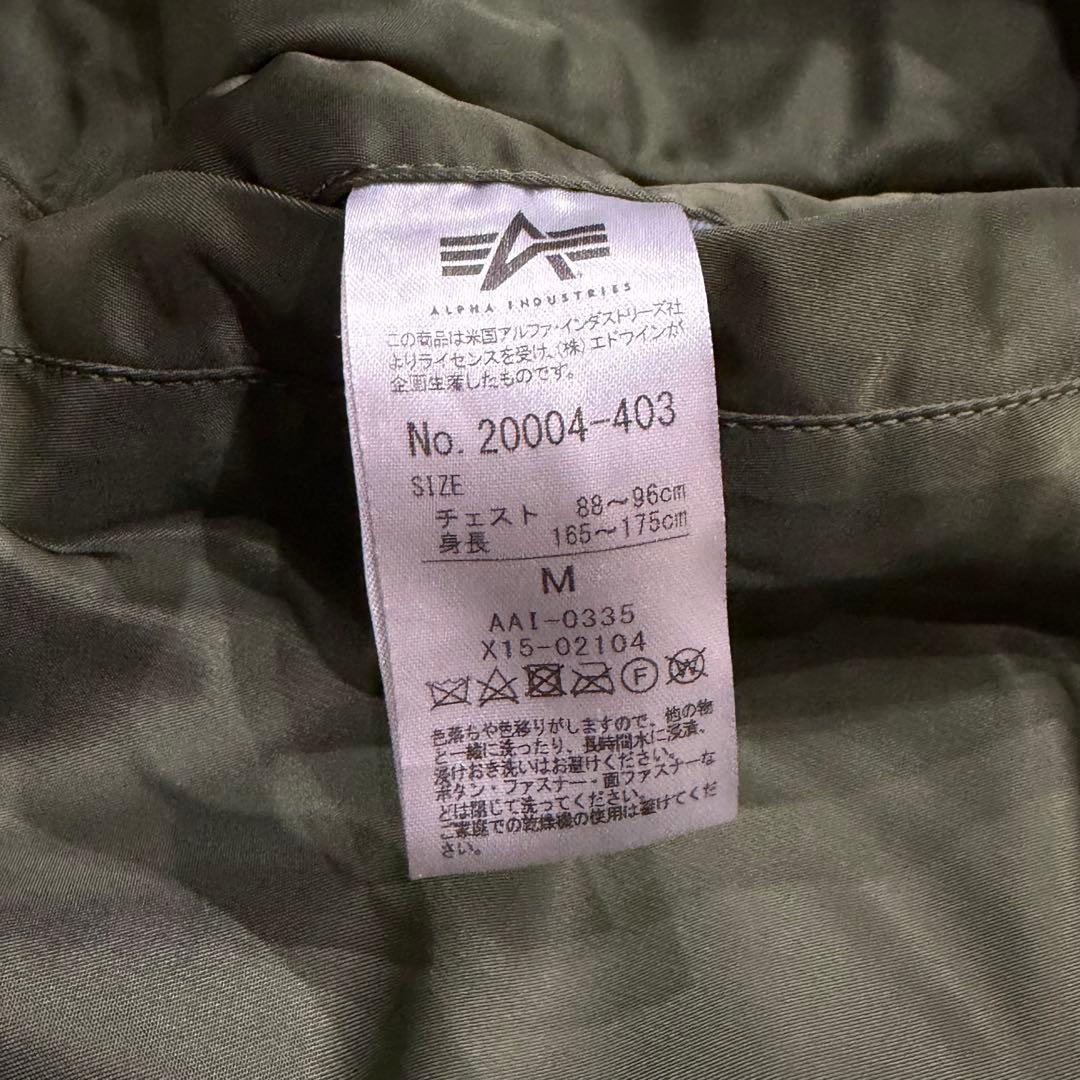 ALPHA INDUSTRIES
この商品は米国アルファ・インダストリーズ社
よりライセンスを受け、(株)エドウインが
企画生産したものです。
No. 20004-403
SIZE
チェスト 88～96cm
身長 165～175cm
M
AAI-0335
X15-02104
P W
色落ちや色移りがしますので、他の物
と一緒に洗ったり、長時間水に浸漬、
浸けおき洗いはお避けください。
ボタン・ファスナー・面ファスナーな
どは閉じて洗ってください。
ご家庭での乾燥機の使用は避けてくだ
さい。